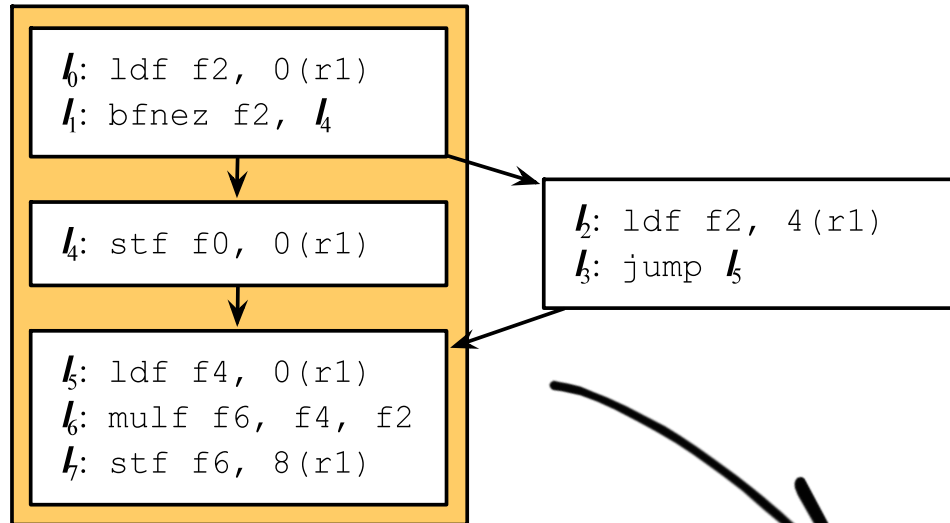 I0: ldf f2, 0(r1)
I1: bfnez f2, I4
I4: stf f0, 0(r1)
I2: ldf f2, 4(r1)
I3: jump I5
I5: ldf f4, 0(r1)
I6: mulf f6, f4, f2
I7: stf f6, 8(r1)